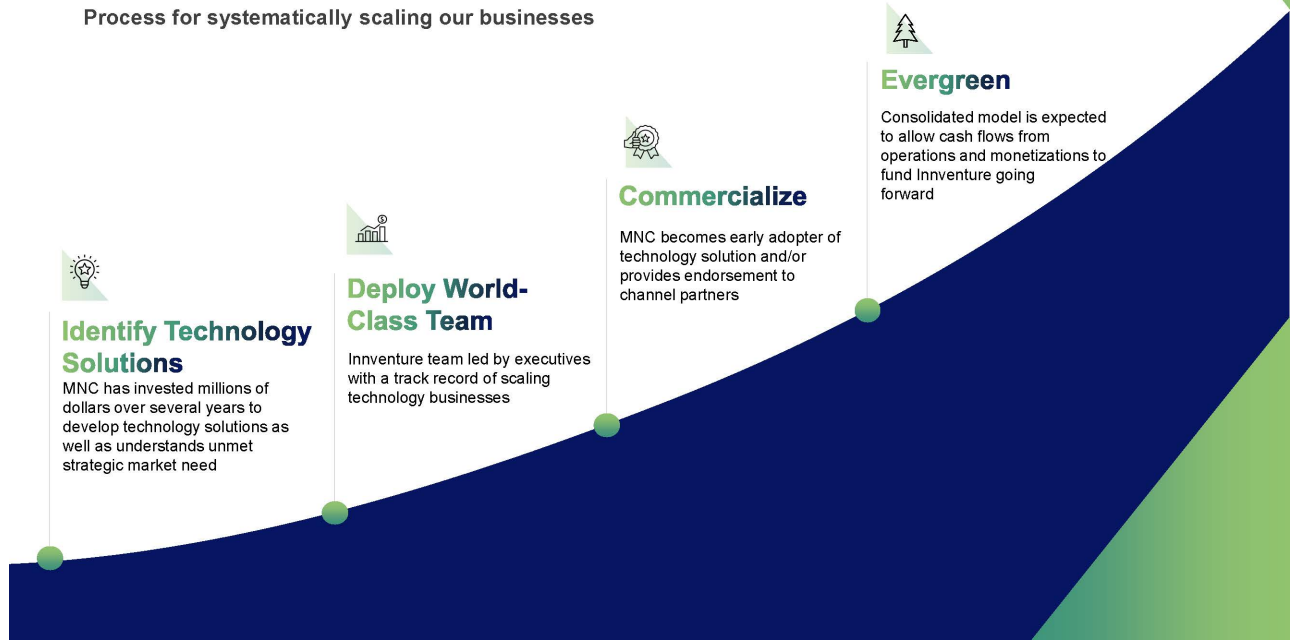 Process for systematically scaling our businesses
Identify Technology
Solutions
MNC has invested millions of
dollars over several years to
develop technology solutions as
well as understands unmet
strategic market need
$
Deploy World-
Class Team
Innventure team led by executives
with a track record of scaling
technology businesses
Commercialize
MNC becomes early adopter of
technology solution and/or
provides endorsement to
channel partners
Evergreen
Consolidated model is expected
to allow cash flows from
operations and monetizations to
fund Innventure going
forward